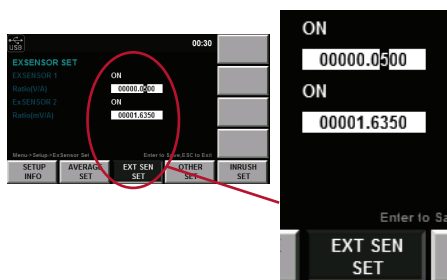 USB
00:30
EXSENSOR SET
EXSENSOR 1 ON
Ratio(V/A) 00000.0500
ExSENSOR 2 ON
Ratio(mV/A) 00001.6350
Menu>Setup>ExSensor Set Enter to Save,ESC to Exit
SETUP INFO
AVERAGE SET
EXT SEN SET
OTHER SET
INRUSH SET
ON
00000.0500
ON
00001.6350
Enter to Sa
EXT SEN
SET